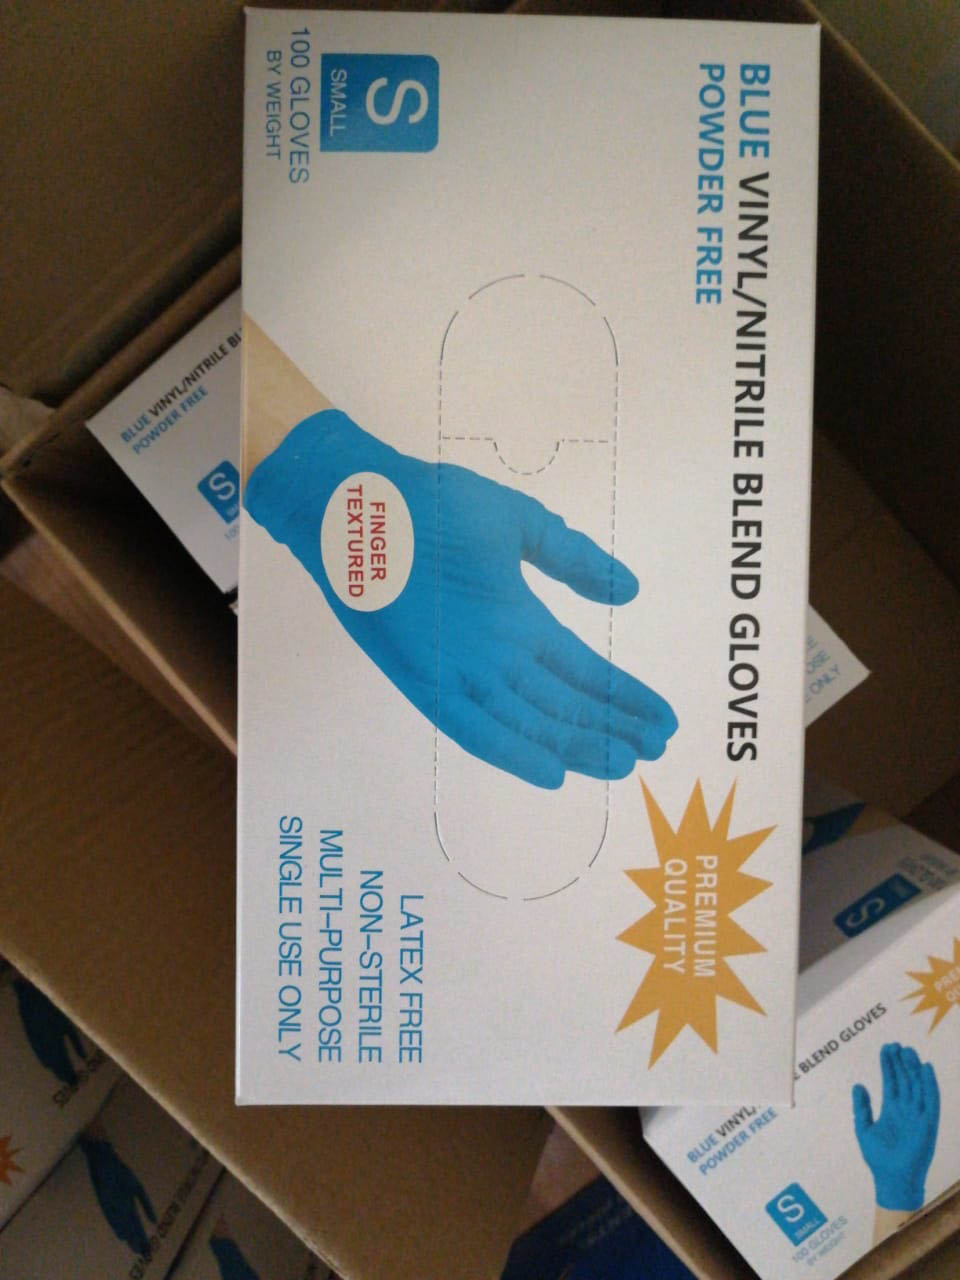 BLUE VINYL/NITRILE BLEND GLOVES
POWDER FREE
PREMIUM
QUALITY
FINGER
TEXTURED
S
SMALL
100 GLOVES
BY WEIGHT
LATEX FREE
NON-STERILE
MULTI-PURPOSE
SINGLE USE ONLY
BLUE VINYL/NITRILE BL
POWDER FREE
S
ONLY
S
BLEND GLOVES
BLUE VINYL/
POWDER FREE
S
SMALL
100 GLOVES
BY WEIGHT